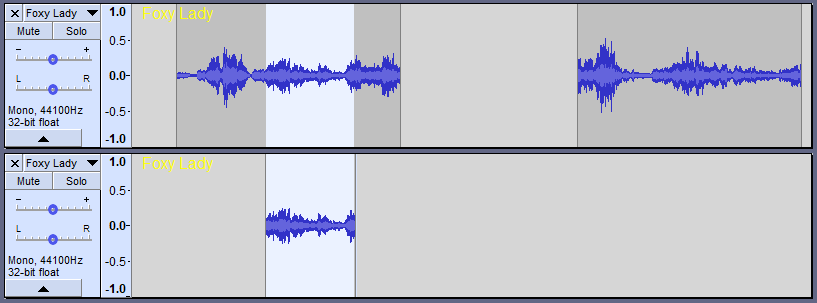 × Foxy Lady ▼
Mute Solo
- +
L R
Mono, 44100Hz
32-bit float
▲
1.0
0.5-
0.0-
-0.5-
-1.0
Foxy Lady
× Foxy Lady ▼
Mute Solo
- +
L R
Mono, 44100Hz
32-bit float
▲
1.0
0.5-
0.0-
-0.5-
-1.0
Foxy Lady